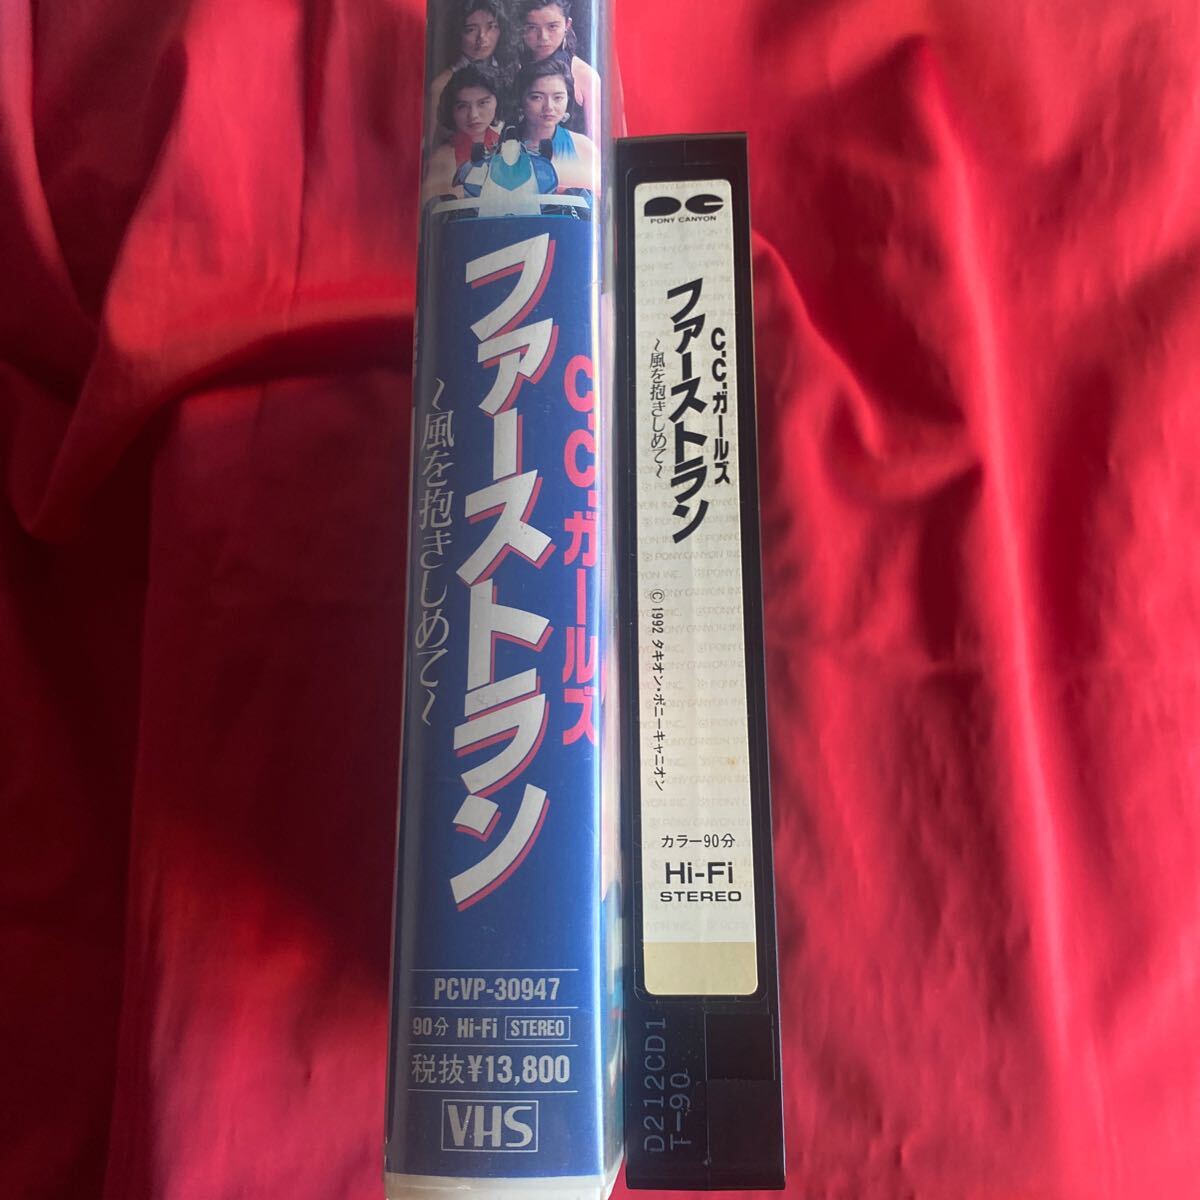 C.C.ガールズ
ファーストラン
〜風を抱きしめて〜
PCVP-30947
90分 Hi-Fi STEREO
税抜¥13,800
VHS
PONY CANYON
C.C.ガールズ
ファーストラン
〜風を抱きしめて〜
© 1992 タキオン・ポニーキャニオン
カラー90分
Hi-Fi
STEREO
D212CD1
T-90